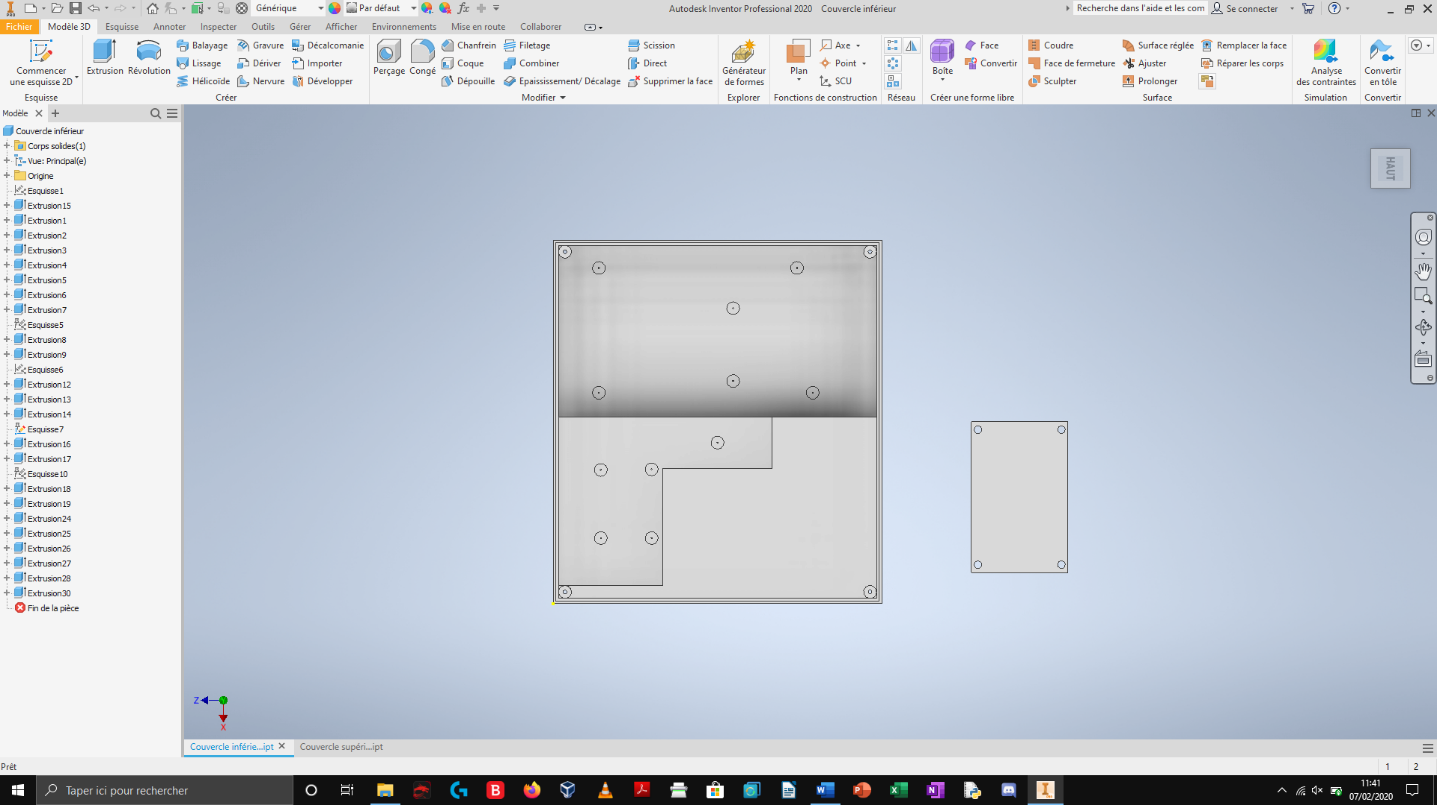 Générique
Par défaut
Autodesk Inventor Professional 2020 Couvercle inférieur
Recherche dans l'aide et les com
Se connecter
Fichier Modèle 3D Esquisse Annoter Inspecter Outils Gérer Afficher Environnements Mise en route Collaborer
Commencer
une esquisse 2D
Esquisse
Extrusion Révolution
Balayage Gravure Décalcomanie
Lissage Dériver Importer
Hélicoïde Nervure Développer
Créer
Perçage Congé
Chanfrein Filetage Scission
Coque Combiner Direct
Dépouille Epaississement/ Décalage Supprimer la face
Modifier
Générateur
de formes
Explorer
Plan
Axe
Point
SCU
Fonctions de construction
Réseau
Boîte
Face
Convertir
Créer une forme libre
Coudre Surface réglée Remplacer la face
Face de fermeture Ajuster Réparer les corps
Sculpter Prolonger
Surface
Analyse
des contraintes
Simulation
Convertir
en tôle
Convertir
Modèle
Couvercle inférieur
Corps solides(1)
Vue: Principal(e)
Origine
Esquisse1
Extrusion15
Extrusion1
Extrusion2
Extrusion3
Extrusion4
Extrusion5
Extrusion6
Extrusion7
Esquisse5
Extrusion8
Extrusion9
Esquisse6
Extrusion12
Extrusion13
Extrusion14
Esquisse7
Extrusion16
Extrusion17
Esquisse10
Extrusion18
Extrusion19
Extrusion24
Extrusion25
Extrusion26
Extrusion27
Extrusion28
Extrusion30
Fin de la pièce
HAUT
Z
X
Couvercle inférie...ipt
Couvercle supéri...ipt
Prêt
1 2
Taper ici pour rechercher
11:41
07/02/2020